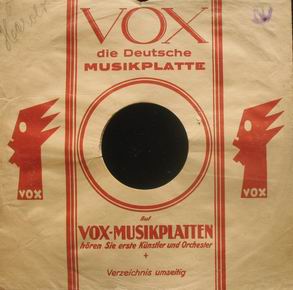 VOX
die Deutsche
MUSIKPLATTE
VOX
VOX
Auf
VOX-MUSIKPLATTEN
hören Sie erste Künstler und Orchester
+
Verzeichnis umseitig